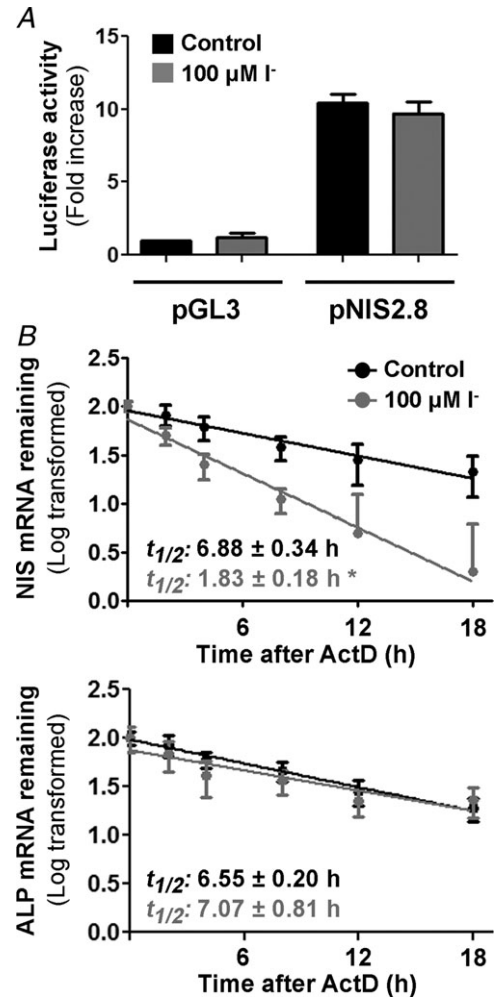 A
Luciferase activity
(Fold increase)
Control
100 µM I-
15
10
5
0
pGL3
pNIS2.8
B
NIS mRNA remaining
(Log transformed)
2.5
2.0
1.5
1.0
0.5
0.0
Control
100 µM I-
t1/2: 6.88 ± 0.34 h
t1/2: 1.83 ± 0.18 h *
6
12
18
Time after ActD (h)
ALP mRNA remaining
(Log transformed)
2.5
2.0
1.5
1.0
0.5
0.0
t1/2: 6.55 ± 0.20 h
t1/2: 7.07 ± 0.81 h
6
12
18
Time after ActD (h)